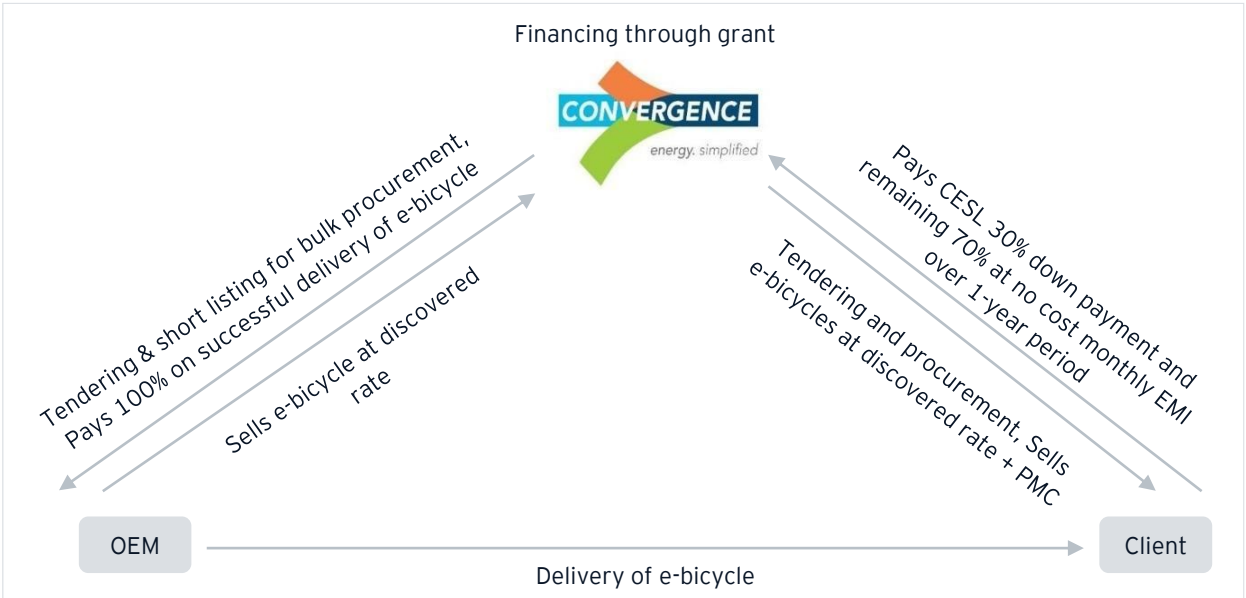 Financing through grant
CONVERGENCE
energy. simplified
Tendering & short listing for bulk procurement,
Pays 100% on successful delivery of e-bicycle
Sells e-bicycle at discovered
rate
Pays CESL 30% down payment and
remaining 70% at no cost monthly EMI
over 1-year period
Tendering and procurement, Sells
e-bicycles at discovered rate + PMC
OEM
Client
Delivery of e-bicycle